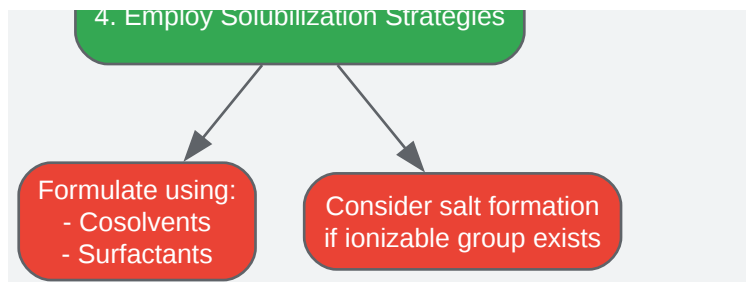 4. Employ Solubilization Strategies
Formulate using:
- Cosolvents
- Surfactants
Consider salt formation
if ionizable group exists